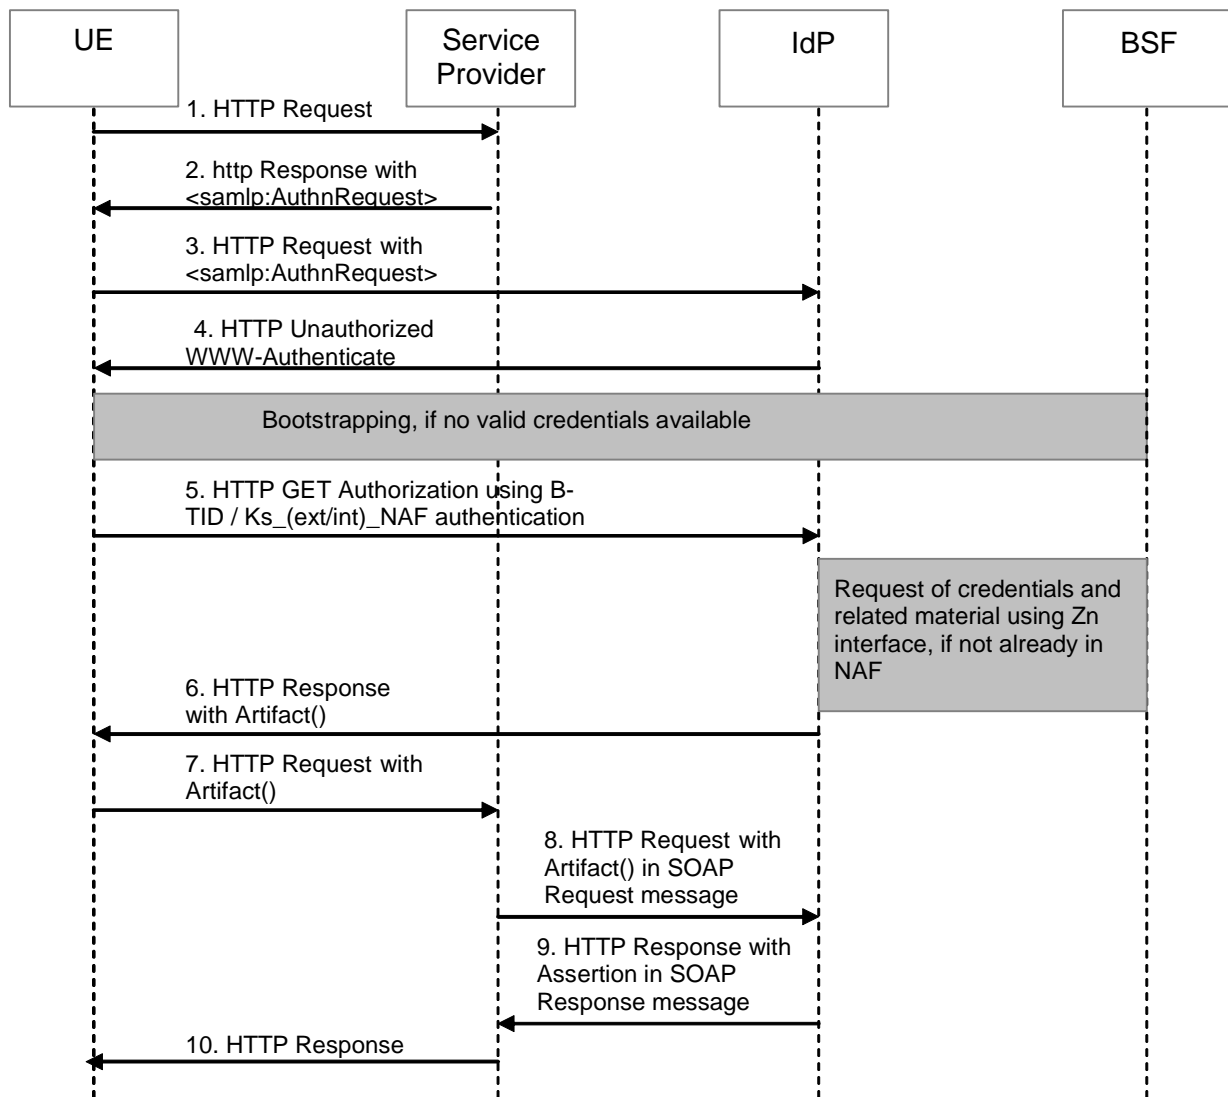 UE
Service
Provider
IdP
BSF
1. HTTP Request
2. http Response with
<samlp:AuthnRequest>
3. HTTP Request with
<samlp:AuthnRequest>
4. HTTP Unauthorized
WWW-Authenticate
Bootstrapping, if no valid credentials available
5. HTTP GET Authorization using B-
TID / Ks_(ext/int)_NAF authentication
Request of credentials and
related material using Zn
interface, if not already in
NAF
6. HTTP Response
with Artifact()
7. HTTP Request with
Artifact()
8. HTTP Request with
Artifact() in SOAP
Request message
9. HTTP Response with
Assertion in SOAP
Response message
10. HTTP Response